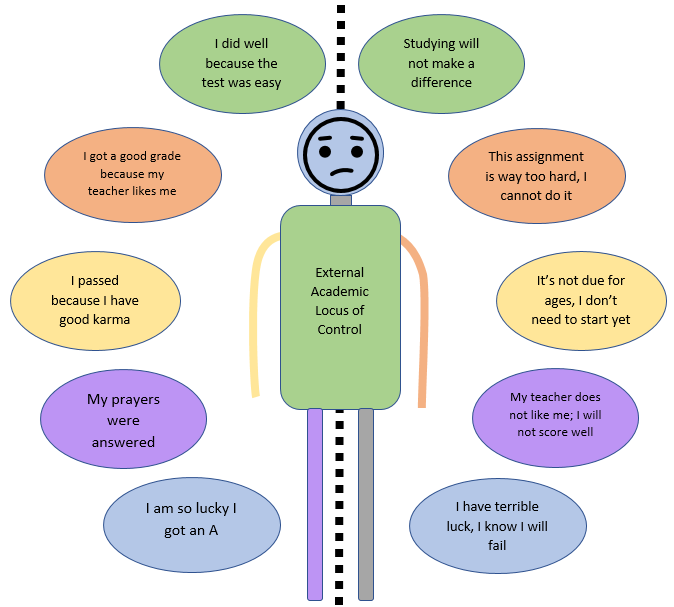 I did well
because the
test was easy
Studying will
not make a
difference
I got a good grade
because my
teacher likes me
This assignment
is way too hard, I
cannot do it
I passed
because I have
good karma
External
Academic
Locus of
Control
It’s not due for
ages, I don’t
need to start yet
My prayers
were
answered
My teacher does
not like me; I will
not score well
I am so lucky I
got an A
I have terrible
luck, I know I will
fail